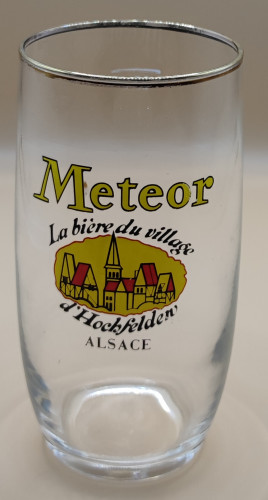 Meteor
La bière du village
d'Hochfelden
ALSACE